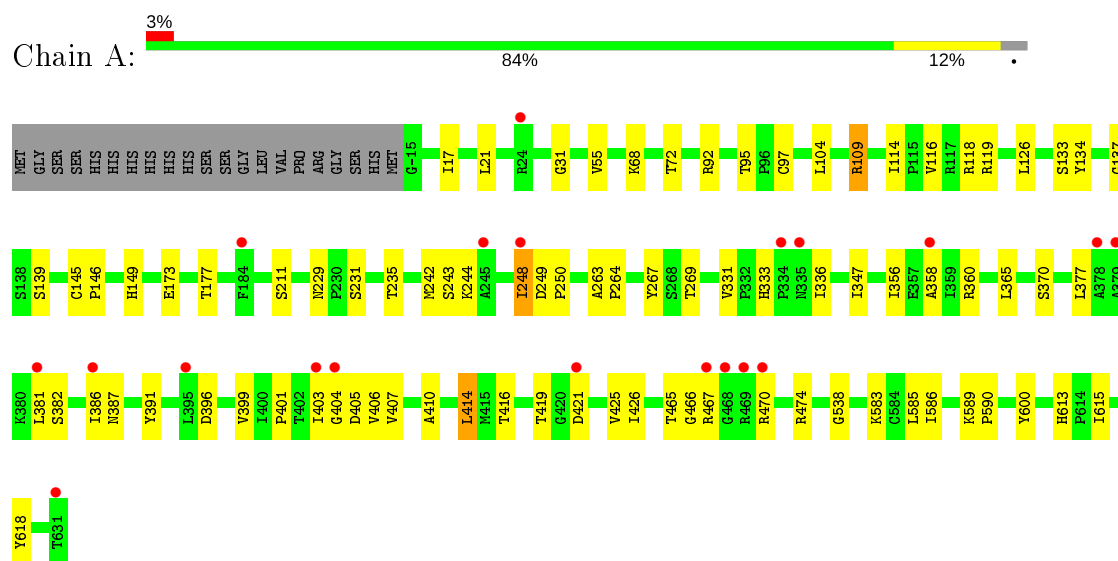 3%
Chain A:
84% 12% •
MET GLY SER SER HIS HIS HIS HIS HIS HIS SER SER GLY LEU VAL PRO ARG GLY SER HIS MET G-15 I17 L21 R24 G31 V55 K68 T72 R92 T95 P96 C97 L104 R109 I114 P115 V116 R117 R118 R119 L126 S133 Y134
S138 S139 C145 P146 H149 E173 T177 F184 S211 N229 P230 S231 T235 M242 S243 K244 A245 I248 D249 P250 A263 P264 Y267 S268 T269 V331 P332 H333 P334 N335 I336 I347 I356 E357 A358 I359 R360 L365 S370 L377 A378
K380 L381 S382 I386 N387 Y391 L395 D396 V399 I400 P401 T402 I403 G404 D405 V406 V407 A410 L414 M415 T416 T419 G420 D421 V425 I426 T465 G466 R467 G468 R469 R470 R474 G538 K583 C584 L585 I586 K589 P590 Y600 H613 P614 I615
Y618 T631